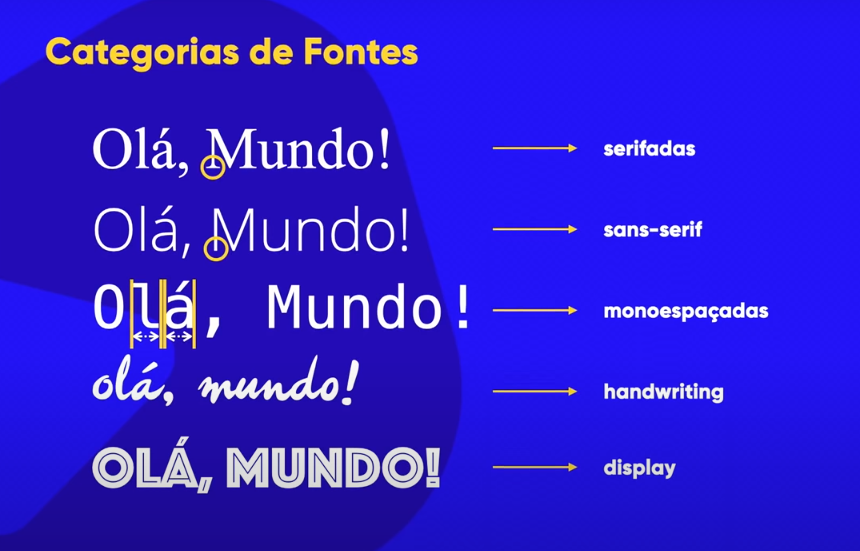 Categorias de Fontes
Olá, Mundo! serifadas
Olá, Mundo! sans-serif
Olá, Mundo! monoespaçadas
olá, mundo! handwriting
OLÁ, MUNDO! display